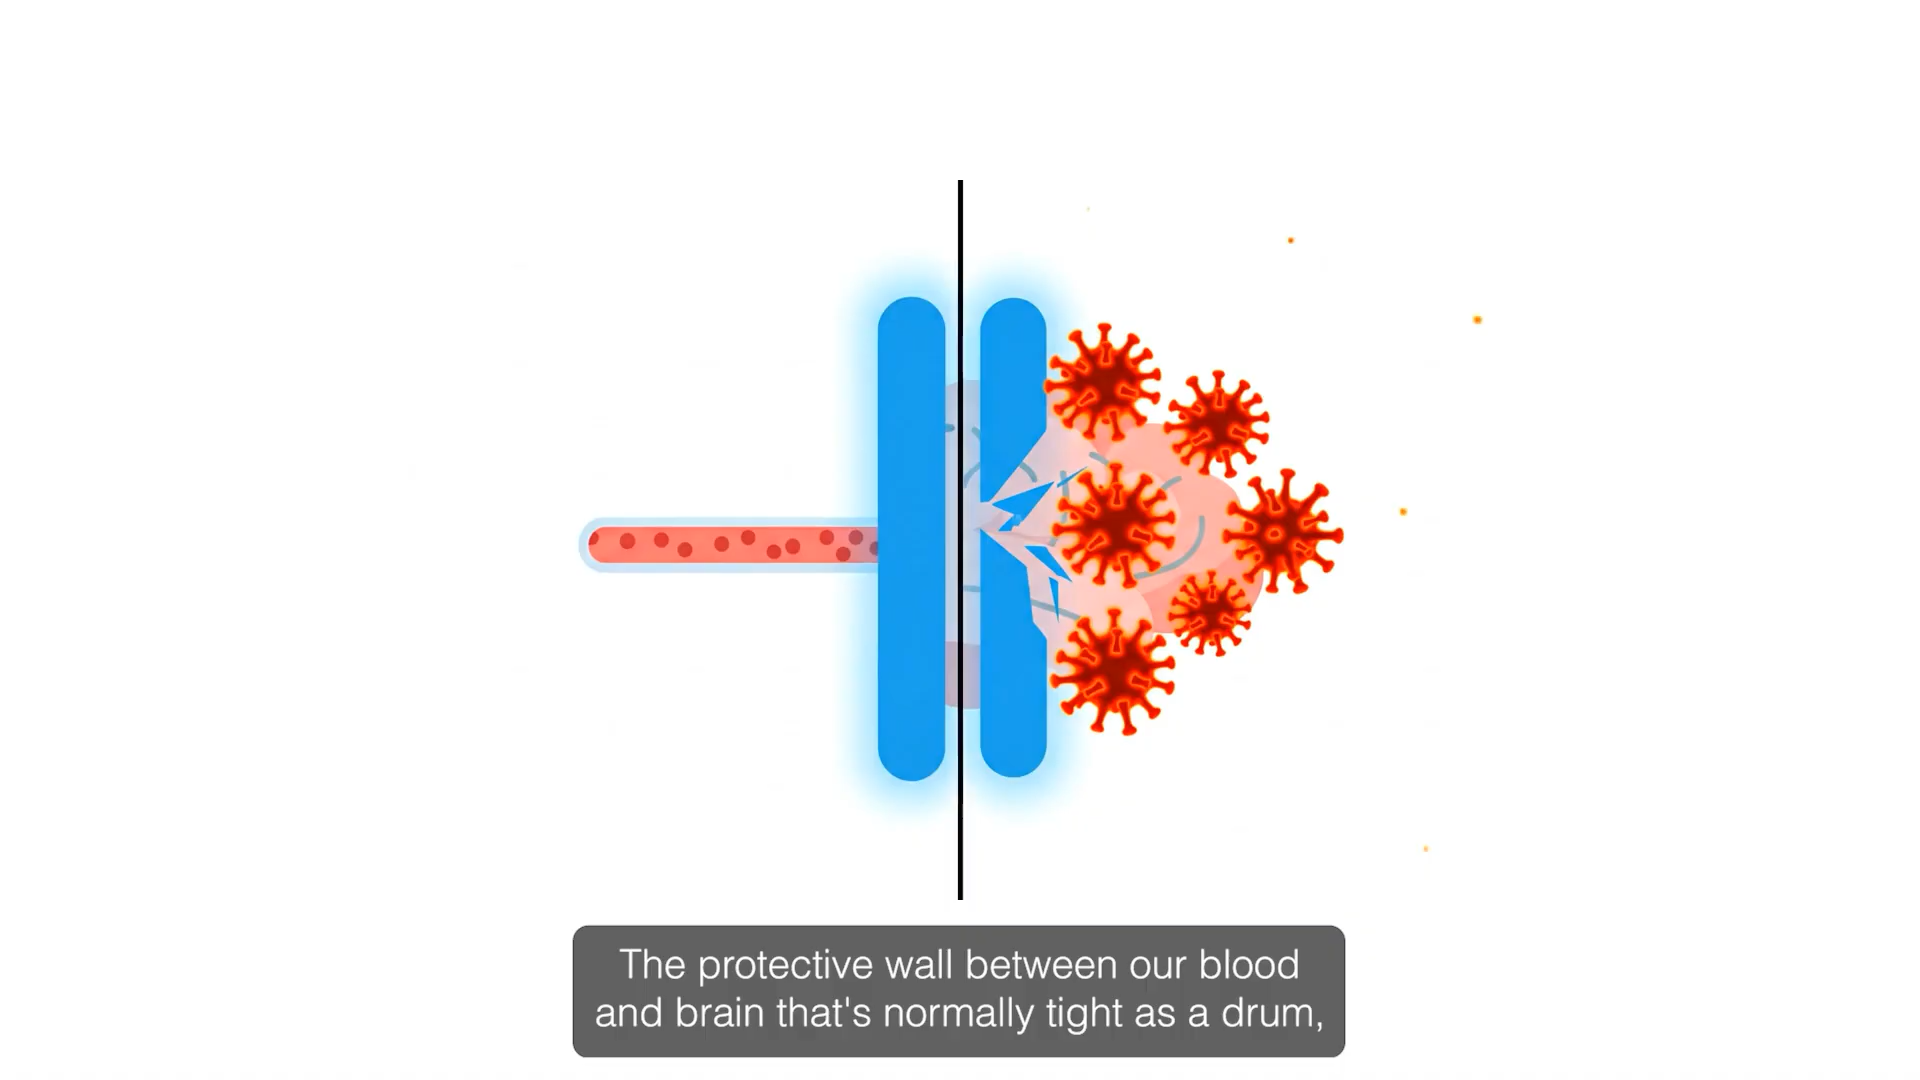 The protective wall between our blood
and brain that's normally tight as a drum,